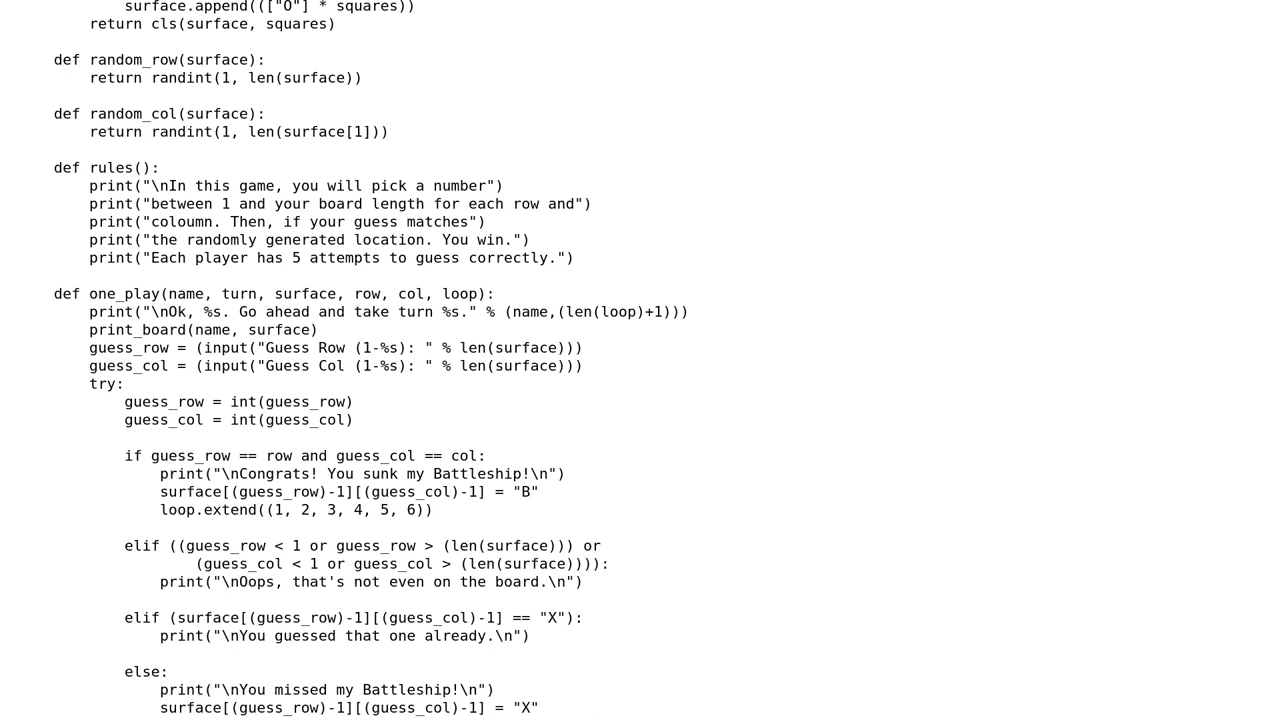 surface.append((["O"] * squares))
return cls(surface, squares)
def random_row(surface):
return randint(1, len(surface))
def random_col(surface):
return randint(1, len(surface[1]))
def rules():
print("\nIn this game, you will pick a number")
print("between 1 and your board length for each row and")
print("coloumn. Then, if your guess matches")
print("the randomly generated location. You win.")
print("Each player has 5 attempts to guess correctly.")
def one_play(name, turn, surface, row, col, loop):
print("\nOk, %s. Go ahead and take turn %s." % (name,(len(loop)+1)))
print_board(name, surface)
guess_row = (input("Guess Row (1-%s): " % len(surface)))
guess_col = (input("Guess Col (1-%s): " % len(surface)))
try:
guess_row = int(guess_row)
guess_col = int(guess_col)
if guess_row == row and guess_col == col:
print("\nCongrats! You sunk my Battleship!\n")
surface[(guess_row)-1][(guess_col)-1] = "B"
loop.extend((1, 2, 3, 4, 5, 6))
elif ((guess_row < 1 or guess_row > (len(surface))) or
(guess_col < 1 or guess_col > (len(surface)))):
print("\nOops, that's not even on the board.\n")
elif (surface[(guess_row)-1][(guess_col)-1] == "X"):
print("\nYou guessed that one already.\n")
else:
print("\nYou missed my Battleship!\n")
surface[(guess_row)-1][(guess_col)-1] = "X"